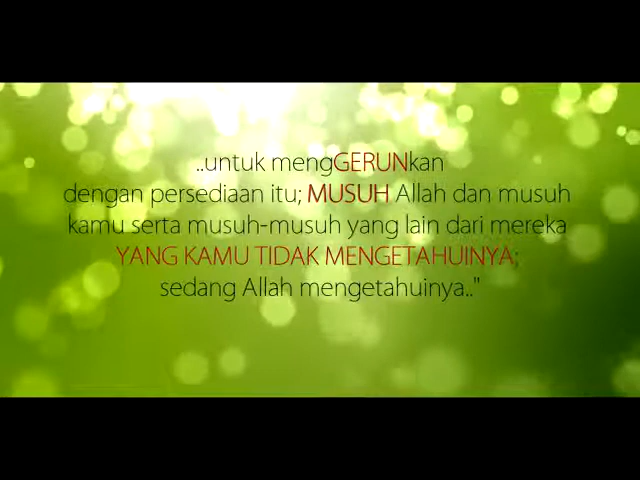 ..untuk mengGERUNkan
dengan persediaan itu; MUSUH Allah dan musuh
kamu serta musuh-musuh yang lain dari mereka
YANG KAMU TIDAK MENGETAHUINYA;
sedang Allah mengetahuinya.."